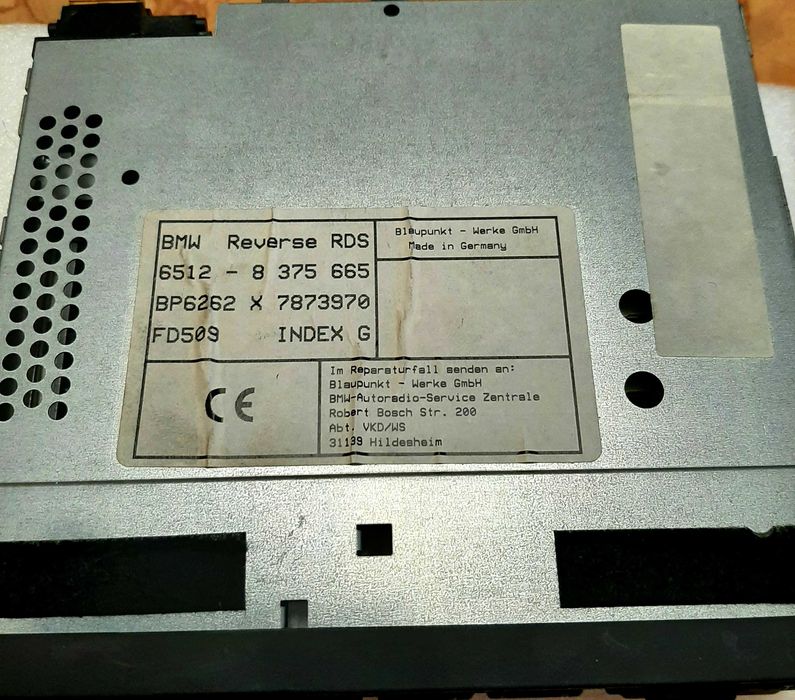 BMW Reverse RDS
6512 - 8 375 665
BP6262 X 7873970
FD509 INDEX G
Blaupunkt - Werke GmbH
Made in Germany
CE
Im Reparaturfall senden an:
Blaupunkt - Werke GmbH
BMW-Autoradio-Service Zentrale
Robert Bosch Str. 200
Abt. VKD/WS
31139 Hildesheim